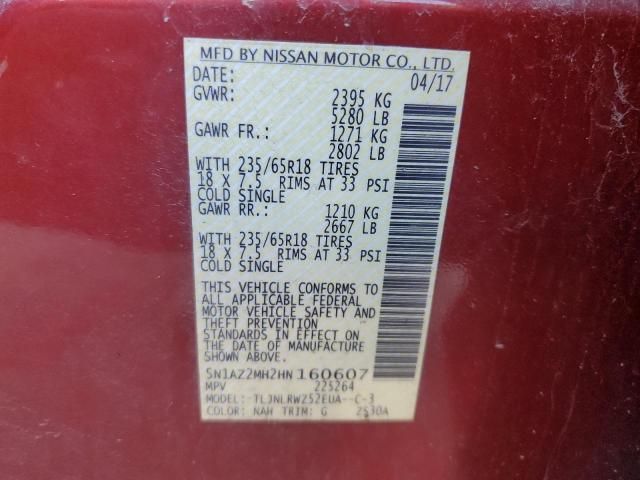 MFD BY NISSAN MOTOR CO., LTD.
DATE: 04/17
GVWR: 2395 KG
5280 LB
GAWR FR.: 1271 KG
2802 LB
WITH 235/65R18 TIRES
18 X 7.5 RIMS AT 33 PSI
COLD SINGLE
GAWR RR.: 1210 KG
2667 LB
WITH 235/65R18 TIRES
18 X 7.5 RIMS AT 33 PSI
COLD SINGLE
THIS VEHICLE CONFORMS TO
ALL APPLICABLE FEDERAL
MOTOR VEHICLE SAFETY AND
THEFT PREVENTION
STANDARDS IN EFFECT ON
THE DATE OF MANUFACTURE
SHOWN ABOVE.
5N1AZ2MH2HN160607
MPV 225264
MODEL: TLJNLRWZ52EUA--C-3
COLOR: NAH TRIM: G 2530A